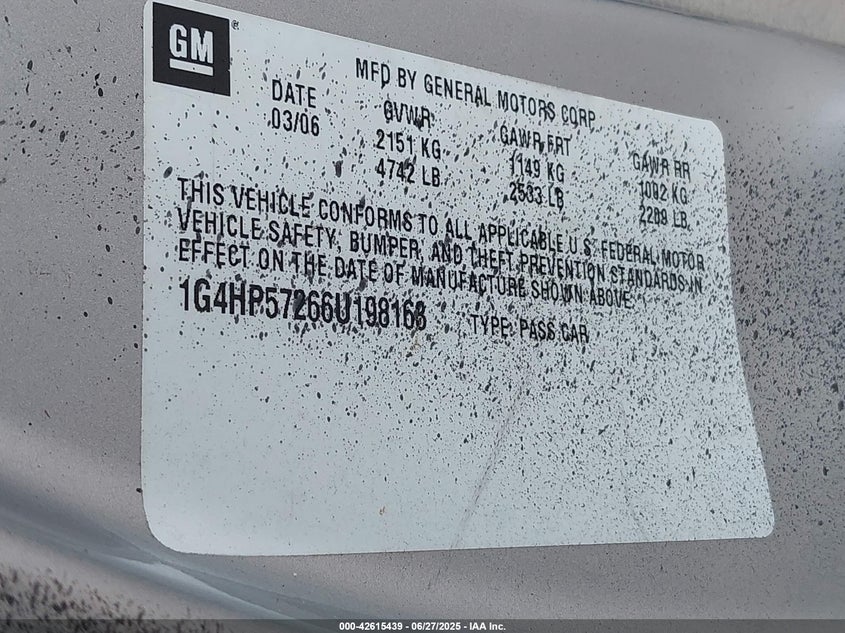 GM
MFD BY GENERAL MOTORS CORP
DATE GVWR GAWR FRT GAWR RR
03/06 2151 KG 1149 KG 1002 KG
4742 LB 2533 LB 2209 LB
THIS VEHICLE CONFORMS TO ALL APPLICABLE U.S. FEDERAL MOTOR
VEHICLE SAFETY, BUMPER, AND THEFT PREVENTION STANDARDS IN
EFFECT ON THE DATE OF MANUFACTURE SHOWN ABOVE.
1G4HP57266U198163 TYPE: PASS CAR
000-42615439 - 06/27/2025 - IAA Inc.